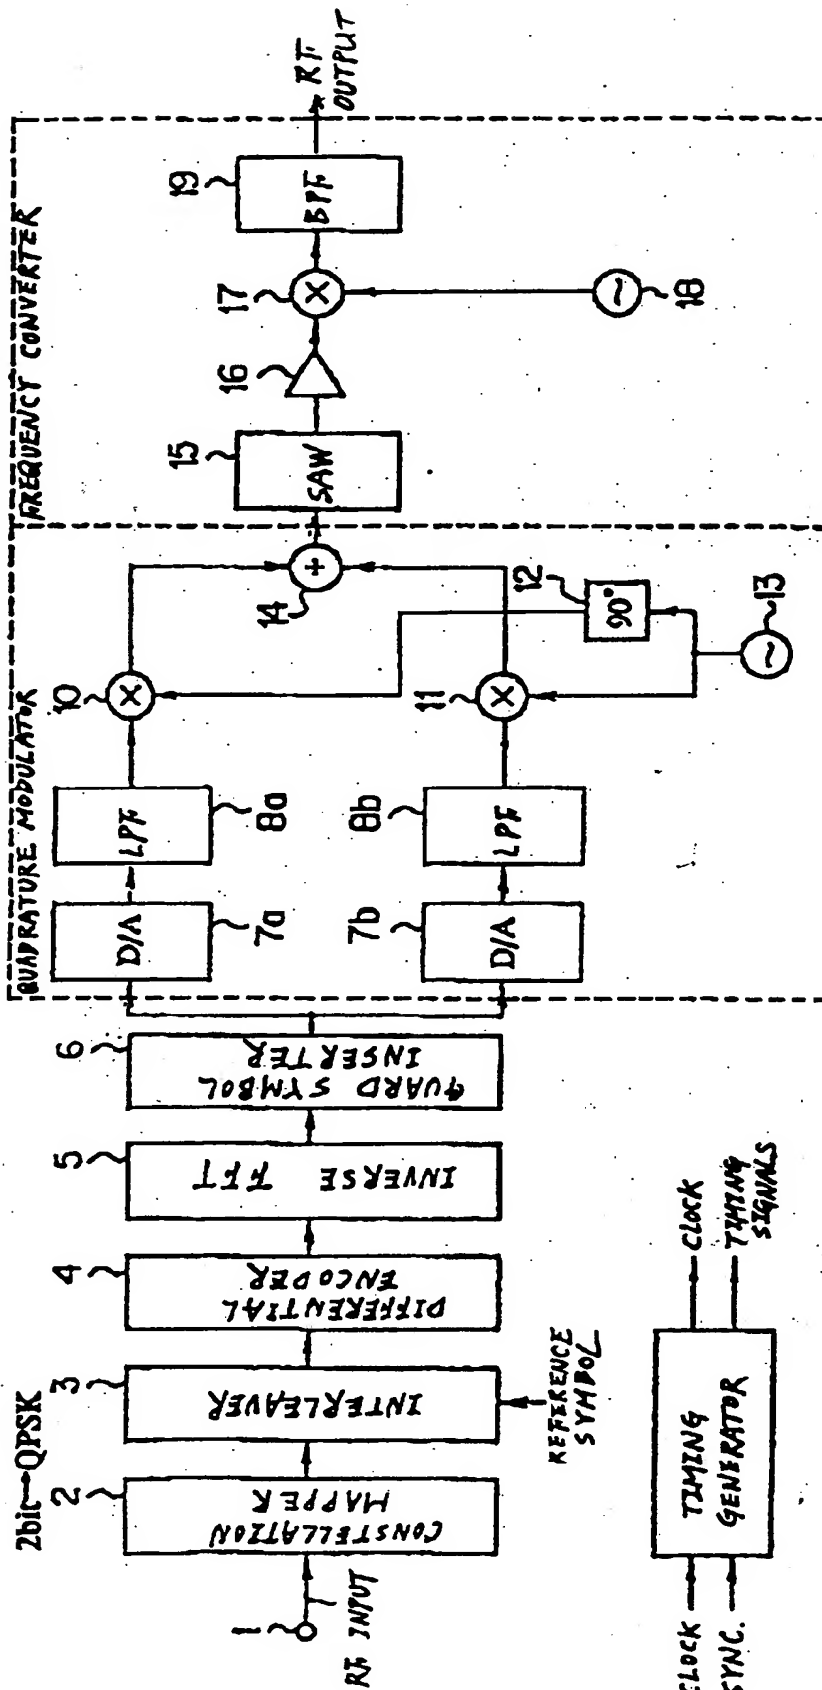 2bit→QPSK
1
RF INPUT
2
CONSTELLATION
MAPPER
3
INTERLEAVER
REFERENCE
SYMBOL
4
DIFFERENTIAL
ENCODER
5
INVERSE FFT
6
GUARD SYMBOL
INSERTER
QUADRATURE MODULATOR
D/A
7a
LPF
8a
10
D/A
7b
LPF
8b
11
12
90°
13
~
14
+
×
×
FREQUENCY CONVERTER
15
SAW
16
17
×
18
~
19
BPF
RF
OUTPUT
CLOCK
SYNC.
TIMING
GENERATOR
CLOCK
TIMING
SIGNALS